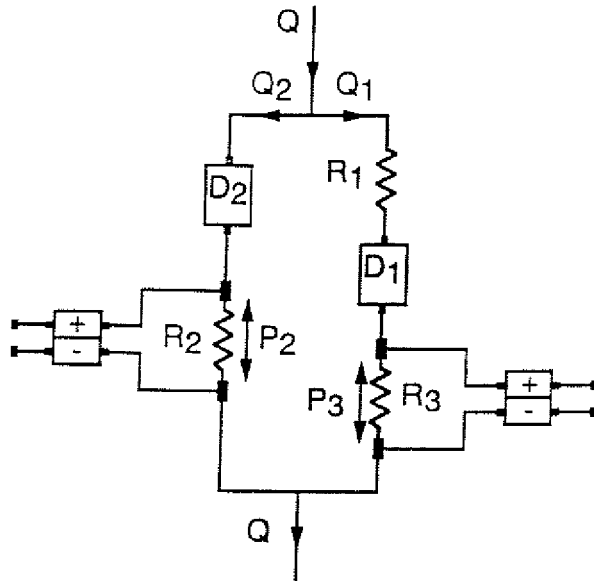 Q
Q2 Q1
R1
D2
D1
+
-
R2
P2
P3
R3
+
-
Q